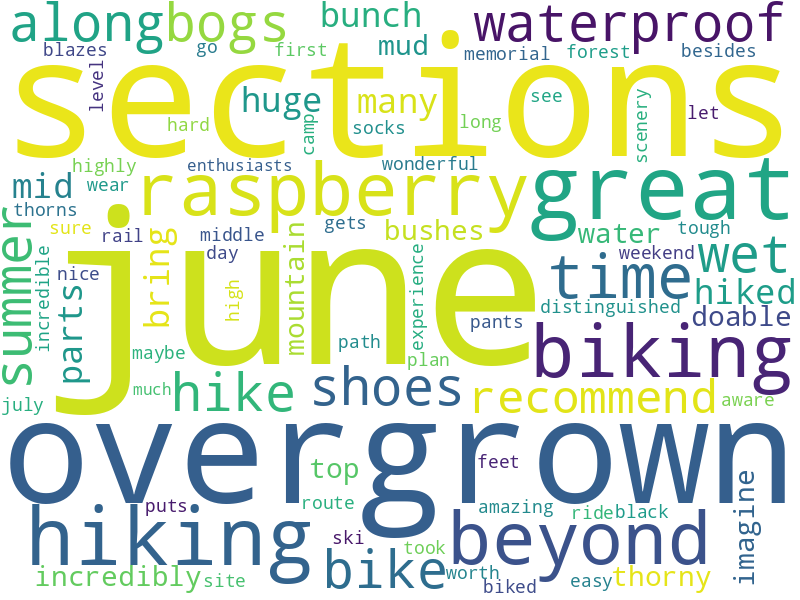 along bogs bunch waterproof
blazes go first mud memorial forest besides
sections
level huge many see scenery let
hard camp socks long
highly enthusiasts wonderful
mid wear raspberry great
thorns sure rail middle gets bushes water tough
summer incredible nice bring day mountain experience time weekend wet
june
parts high pants distinguished hiked
path doable
maybe plan biking
july much hike shoes recommend aware
overgrown
top feet
puts route amazing ride black imagine
hiking ski took beyond
incredibly site bike worth biked easy thorny